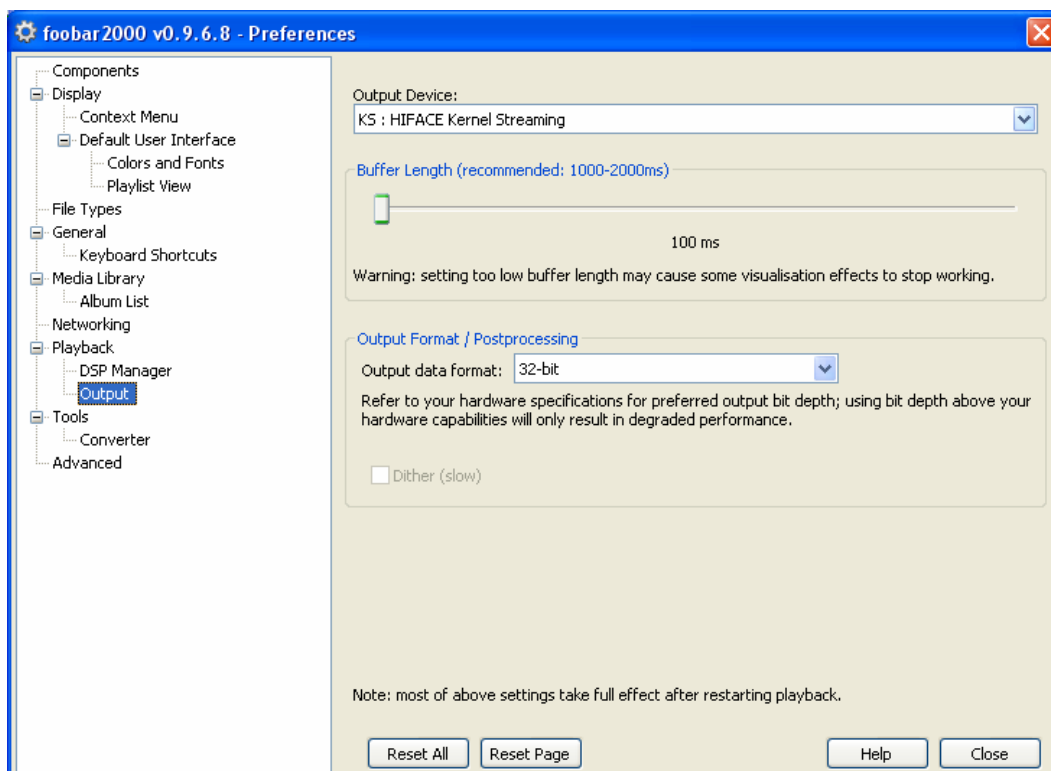 foobar2000 v0.9.6.8 - Preferences
Components
Display
Context Menu
Default User Interface
Colors and Fonts
Playlist View
File Types
General
Keyboard Shortcuts
Media Library
Album List
Networking
Playback
DSP Manager
Output
Tools
Converter
Advanced
Output Device:
KS : HIFACE Kernel Streaming
Buffer Length (recommended: 1000-2000ms)
100 ms
Warning: setting too low buffer length may cause some visualisation effects to stop working.
Output Format / Postprocessing
Output data format: 32-bit
Refer to your hardware specifications for preferred output bit depth; using bit depth above your
hardware capabilities will only result in degraded performance.
Dither (slow)
Note: most of above settings take full effect after restarting playback.
Reset All Reset Page Help Close